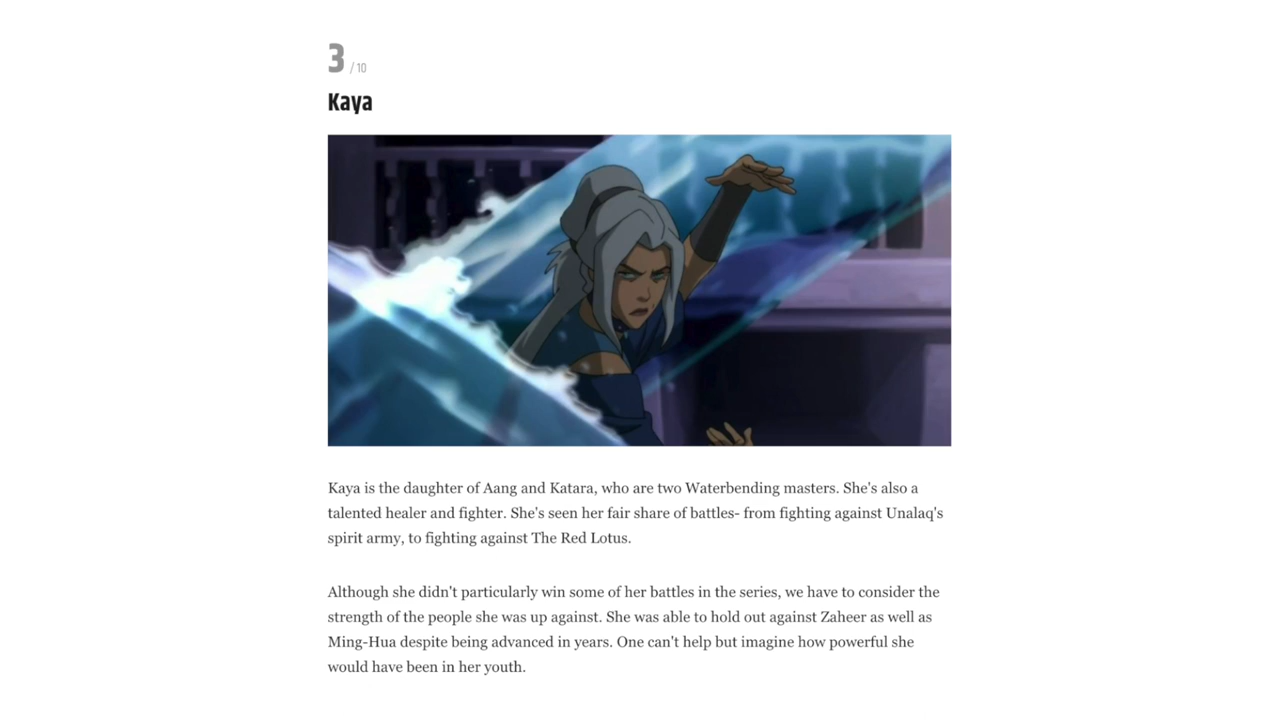 3 / 10
Kaya
Kaya is the daughter of Aang and Katara, who are two Waterbending masters. She's also a
talented healer and fighter. She's seen her fair share of battles- from fighting against Unalaq's
spirit army, to fighting against The Red Lotus.
Although she didn't particularly win some of her battles in the series, we have to consider the
strength of the people she was up against. She was able to hold out against Zaheer as well as
Ming-Hua despite being advanced in years. One can't help but imagine how powerful she
would have been in her youth.